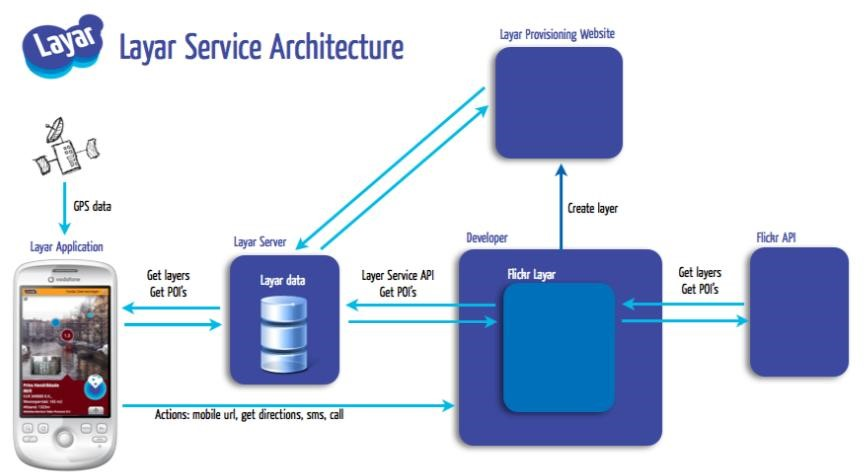 Layar
Layar Service Architecture
Layar Provisioning Website
GPS data
Create layer
Layar Application
Layar Server
Developer
Flickr API
vodafone
Get layers
Get POI's
Layar data
Layer Service API
Get POI's
Flickr Layar
Get layers
Get POI's
Actions: mobile url, get directions, sms, call